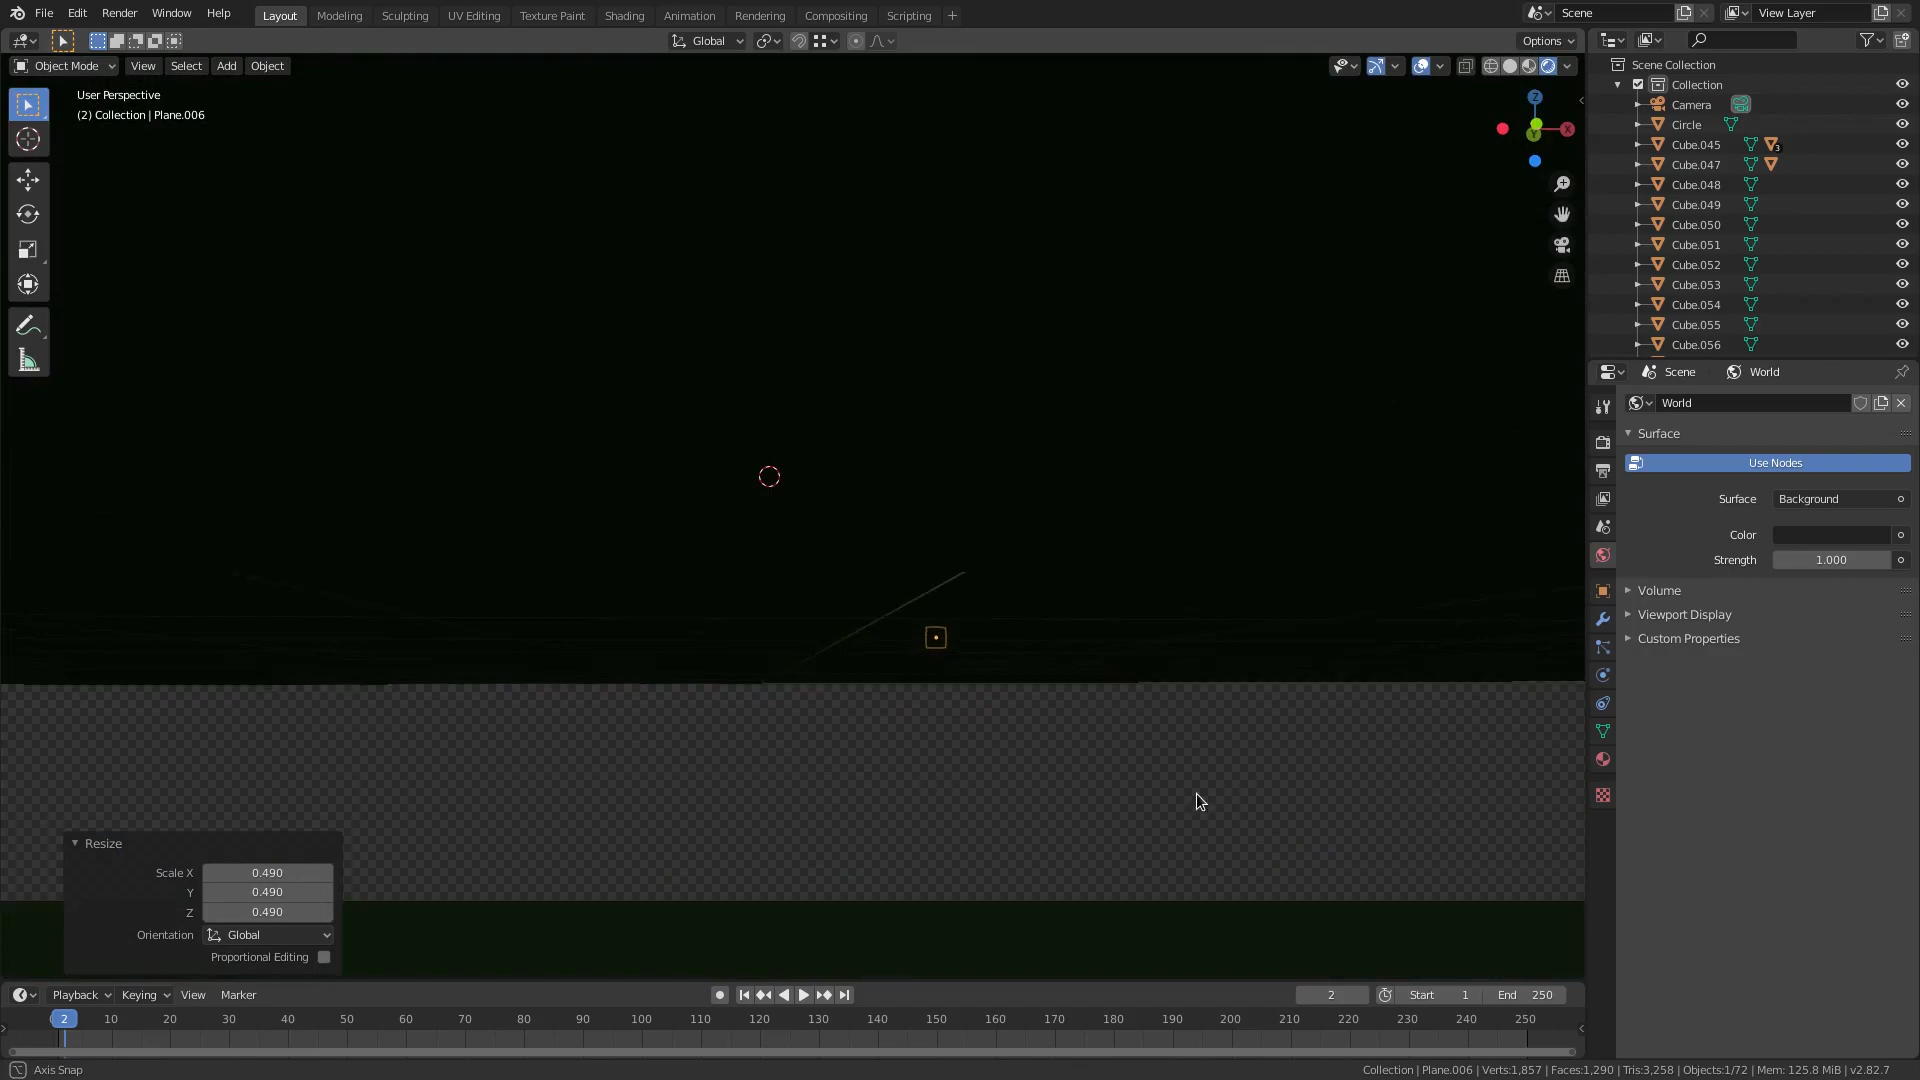 File Edit Render Window Help Layout Modeling Sculpting UV Editing Texture Paint Shading Animation Rendering Compositing Scripting Scene View Layer
Global Options
Object Mode View Select Add Object
User Perspective
(2) Collection | Plane.006
Z
X
Y
Scene Collection
Collection
Camera
Circle
Cube.045 3
Cube.047
Cube.048
Cube.049
Cube.050
Cube.051
Cube.052
Cube.053
Cube.054
Cube.055
Cube.056
Scene World
World
Surface
Use Nodes
Surface Background
Color
Strength 1.000
Volume
Viewport Display
Custom Properties
Resize
Scale X 0.490
Y 0.490
Z 0.490
Orientation Global
Proportional Editing
Playback Keying View Marker 2 Start 1 End 250
2 10 20 30 40 50 60 70 80 90 100 110 120 130 140 150 160 170 180 190 200 210 220 230 240 250
Axis Snap Collection | Plane.006 | Verts:1,857 | Faces:1,290 | Tris:3,258 | Objects:1/72 | Mem: 125.8 MiB | v2.82.7